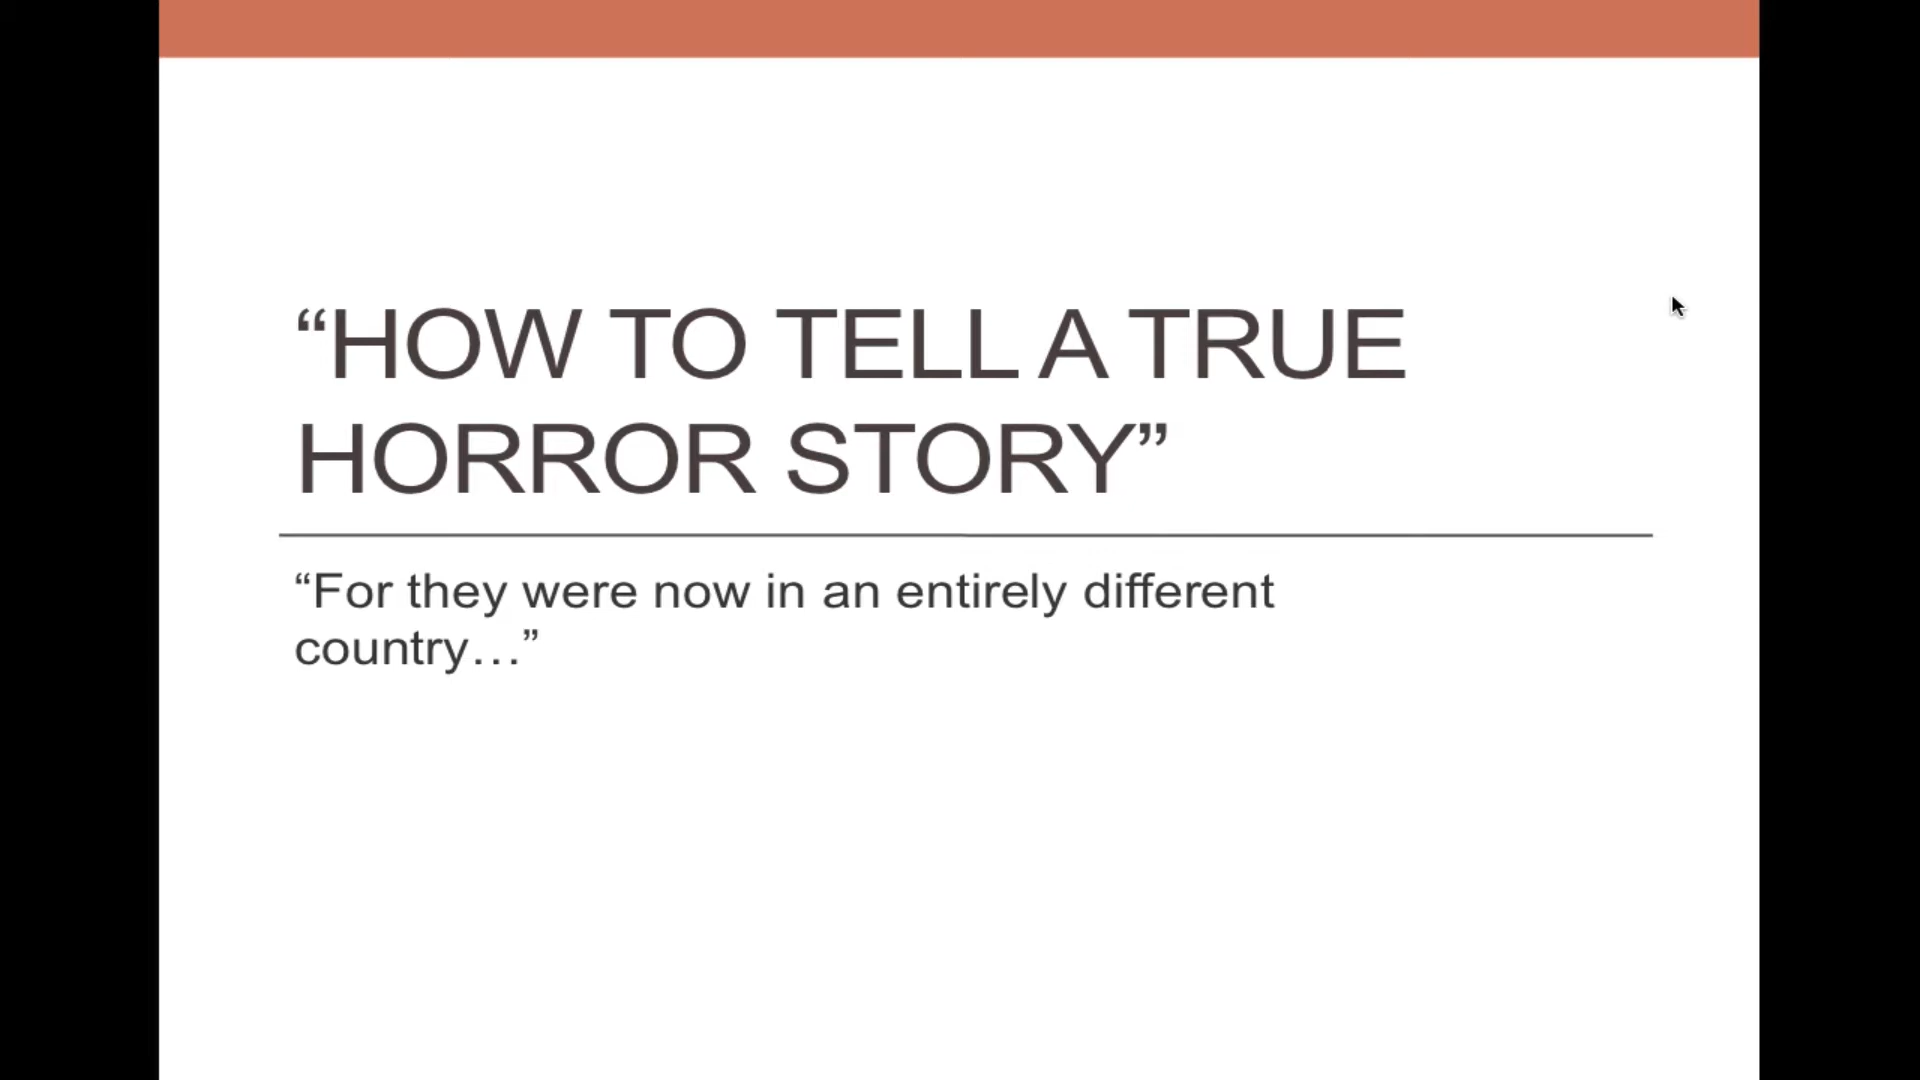 “HOW TO TELL A TRUE
HORROR STORY”
“For they were now in an entirely different
country…”